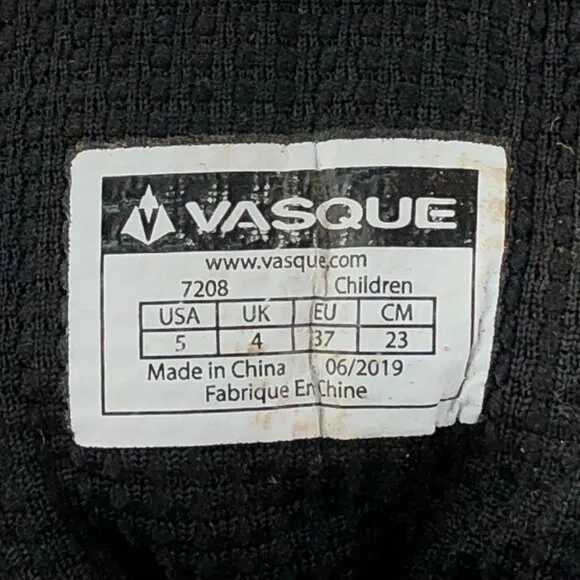 VASQUE
www.vasque.com
7208 Children
USA UK EU CM
5 4 37 23
Made in China 06/2019
Fabrique En Chine